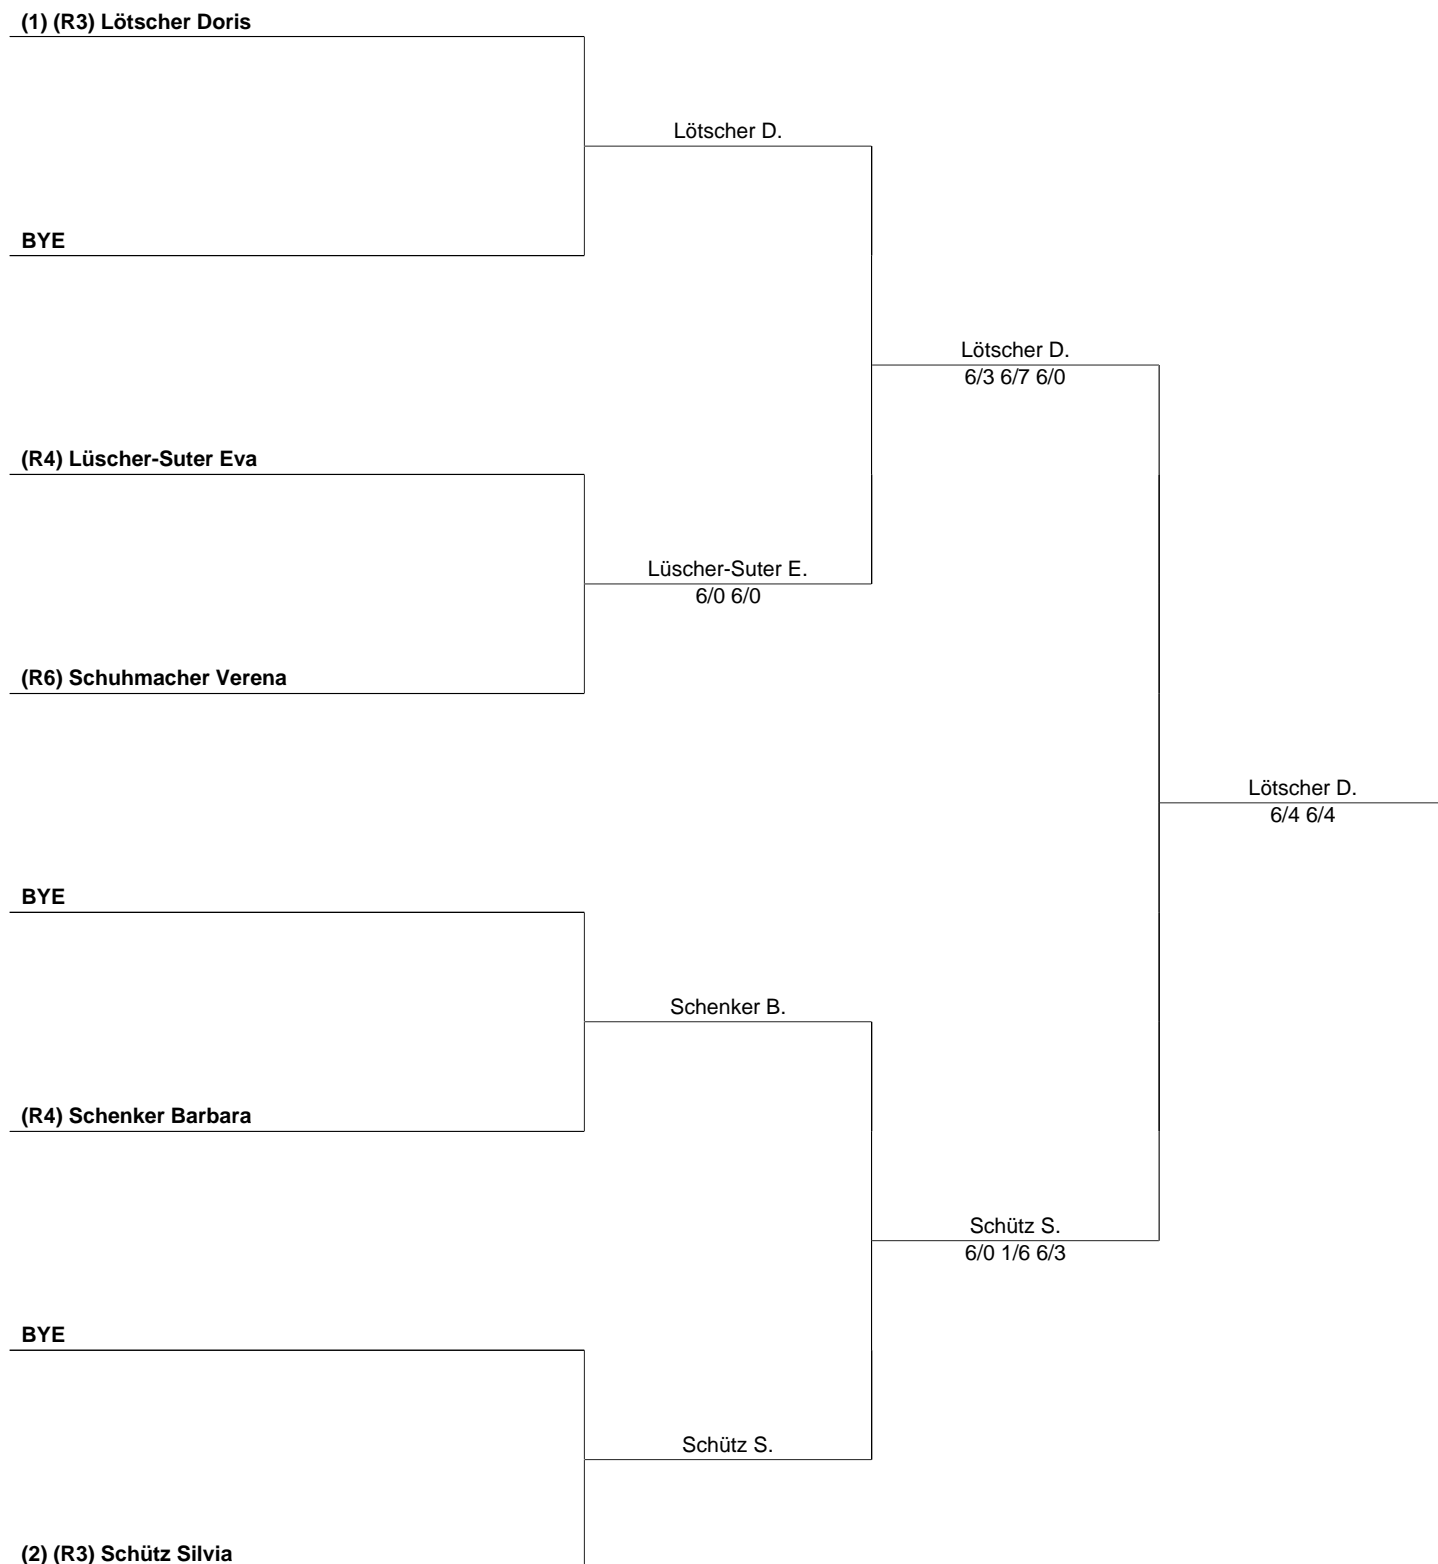 (1) (R3) Lötscher Doris
Lötscher D.
BYE
Lötscher D.
6/3 6/7 6/0
(R4) Lüscher-Suter Eva
Lüscher-Suter E.
6/0 6/0
(R6) Schuhmacher Verena
Lötscher D.
6/4 6/4
BYE
Schenker B.
(R4) Schenker Barbara
Schütz S.
6/0 1/6 6/3
BYE
Schütz S.
(2) (R3) Schütz Silvia